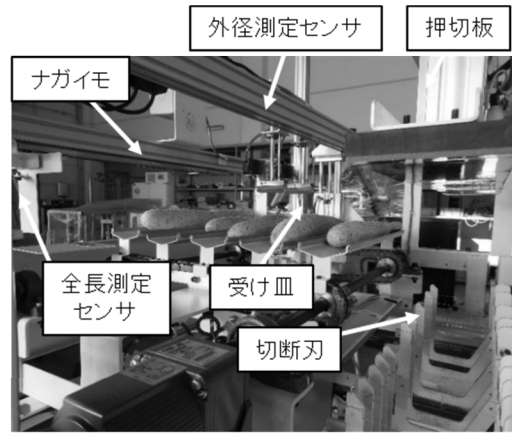 外径測定センサ
押切板
ナガイモ
全長測定
センサ
受け皿
切断刃